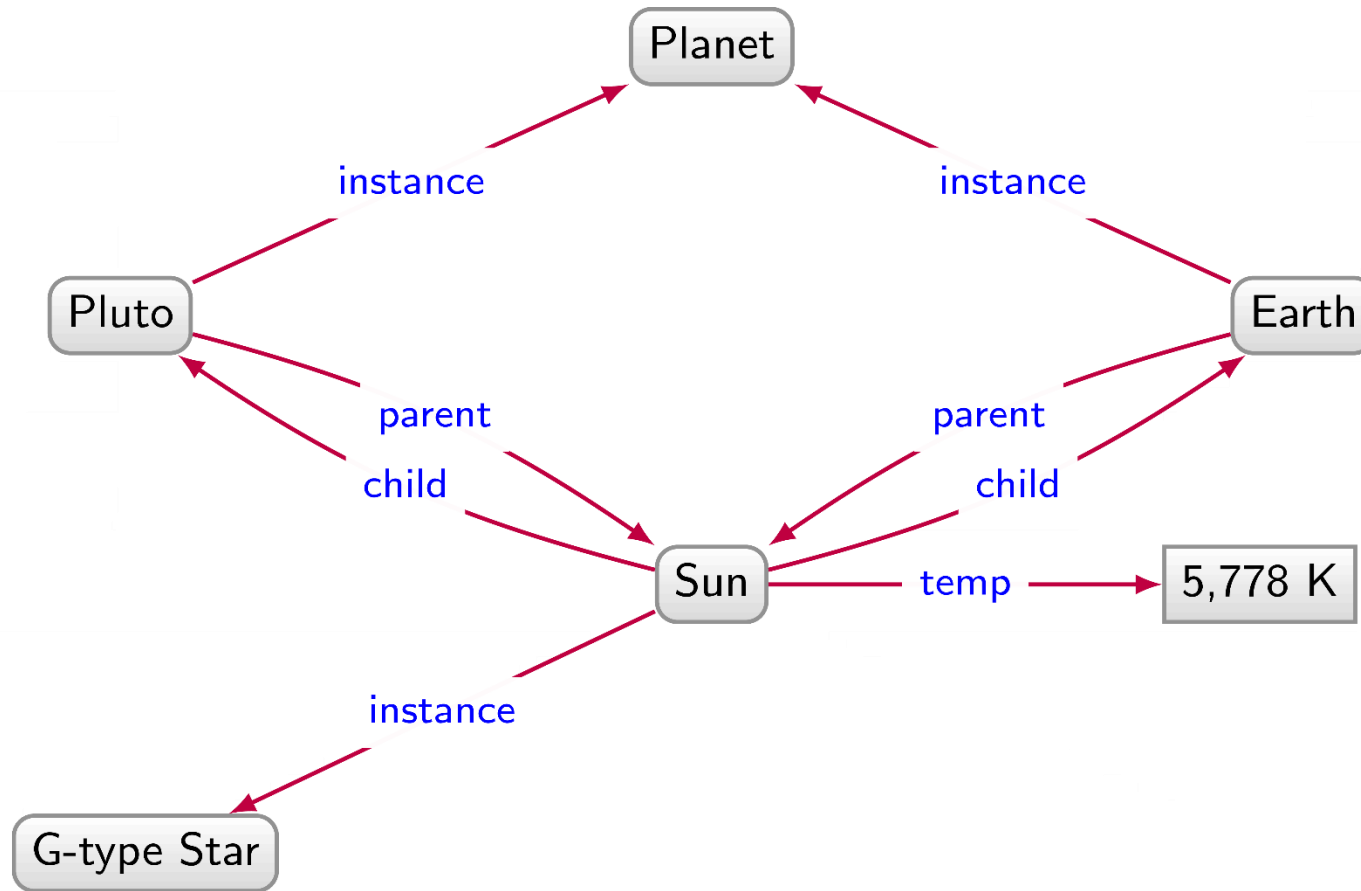 Planet
instance
instance
Pluto
Earth
parent
parent
child
child
Sun
temp
5,778 K
instance
G-type Star